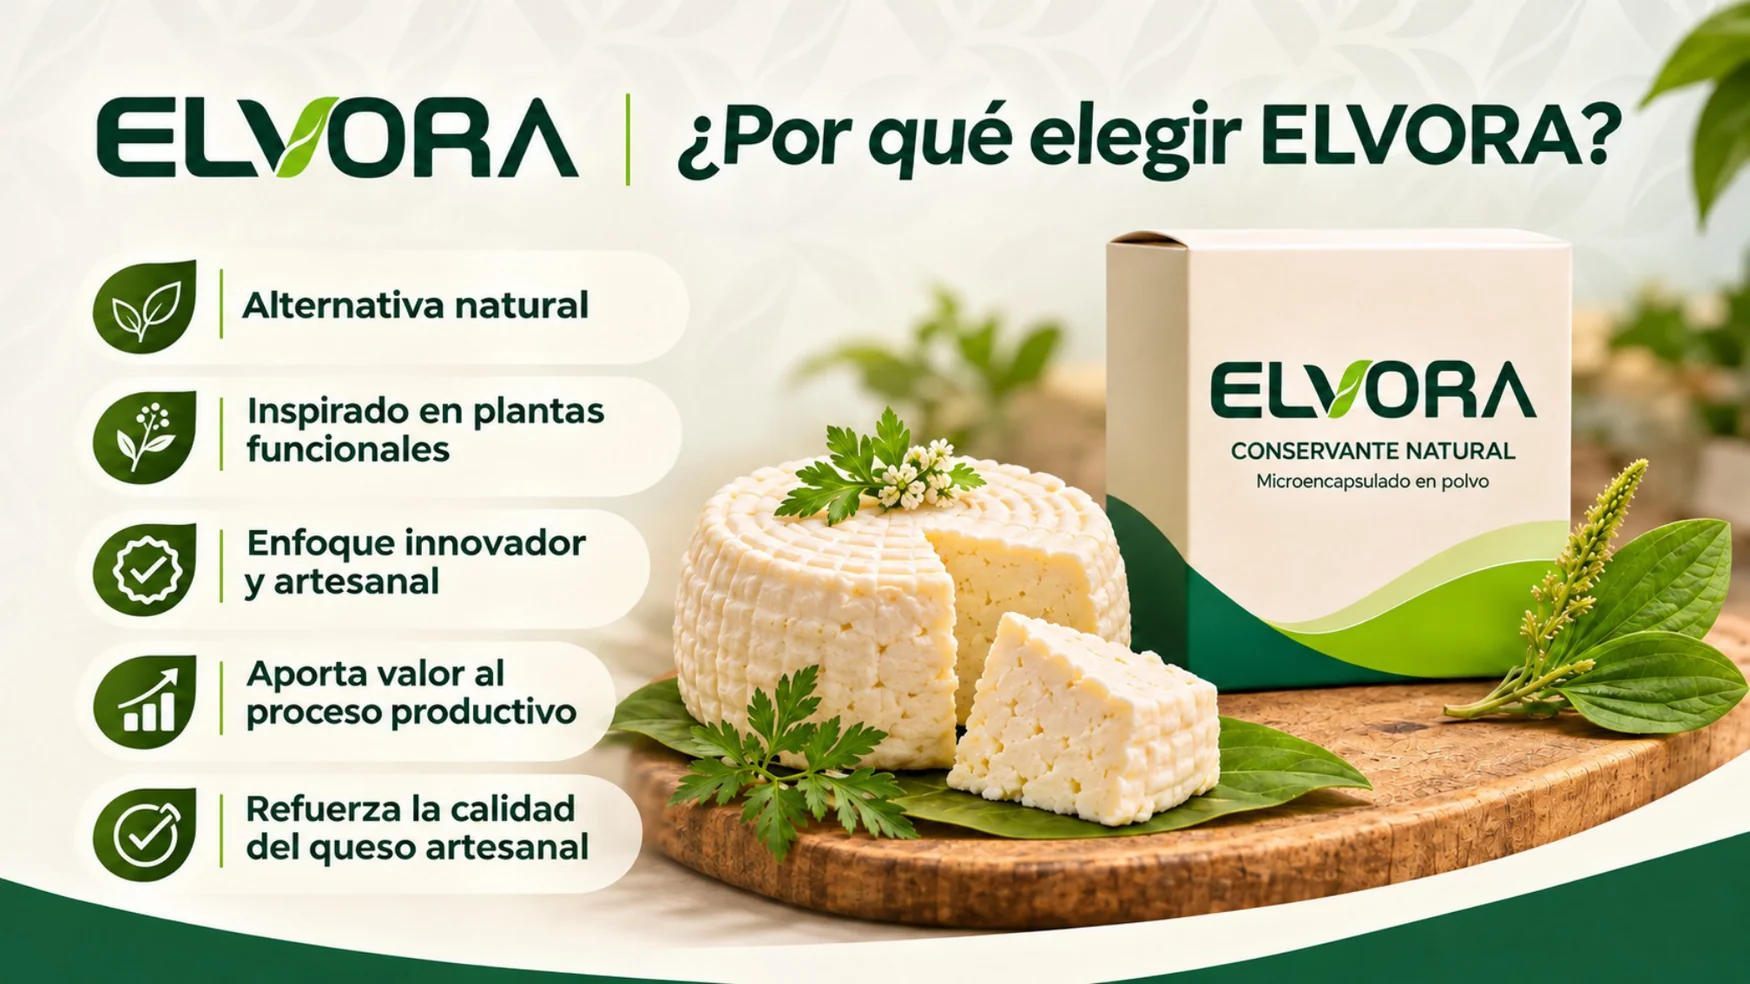 ELVORA
¿Por qué elegir ELVORA?
Alternativa natural
Inspirado en plantas
funcionales
Enfoque innovador
y artesanal
Aporta valor al
proceso productivo
Refuerza la calidad
del queso artesanal
ELVORA
CONSERVANTE NATURAL
Microencapsulado en polvo